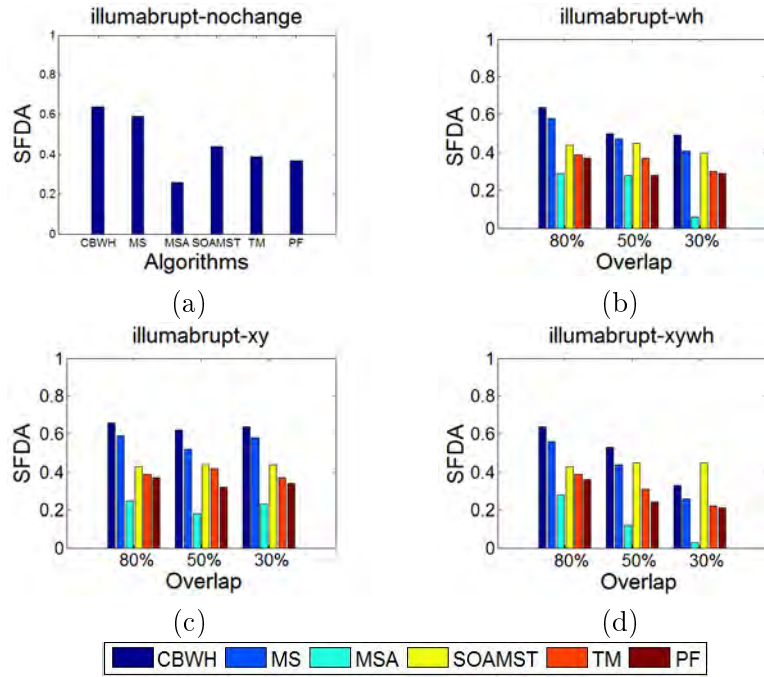 illumabrupt-nochange
1
0.8
0.6
0.4
0.2
0
SFDA
CBWH MS MSA SOAMST TM PF
Algorithms
(a)
illumabrupt-wh
1
0.8
0.6
0.4
0.2
0
SFDA
80% 50% 30%
Overlap
(b)
illumabrupt-xy
1
0.8
0.6
0.4
0.2
0
SFDA
80% 50% 30%
Overlap
(c)
illumabrupt-xywh
1
0.8
0.6
0.4
0.2
0
SFDA
80% 50% 30%
Overlap
(d)
CBWH MS MSA SOAMST TM PF